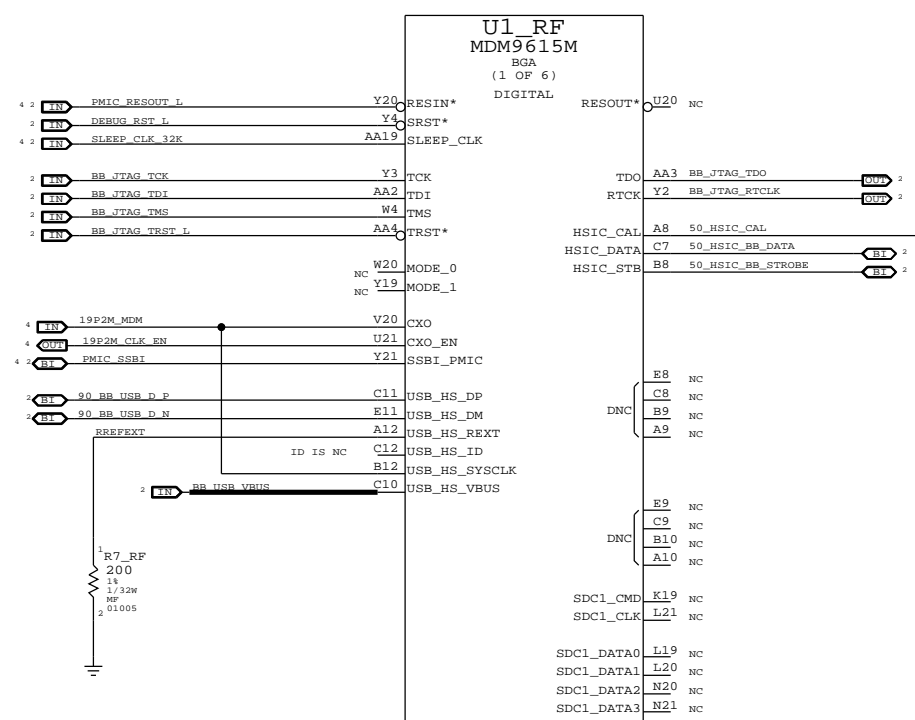 U1_RF
MDM9615M
BGA
(1 OF 6)
DIGITAL
4 2 IN PMIC_RESOUT_L Y20 RESIN* RESOUT* U20 NC
2 IN DEBUG_RST_L Y4 SRST*
4 2 IN SLEEP_CLK_32K AA19 SLEEP_CLK
2 IN BB_JTAG_TCK Y3 TCK TDO AA3 BB_JTAG_TDO OUT 2
2 IN BB_JTAG_TDI AA2 TDI RTCK Y2 BB_JTAG_RTCLK OUT 2
2 IN BB_JTAG_TMS W4 TMS
2 IN BB_JTAG_TRST_L AA4 TRST* HSIC_CAL A8 50_HSIC_CAL
HSIC_DATA C7 50_HSIC_BB_DATA BI 2
NC W20 MODE_0 HSIC_STB B8 50_HSIC_BB_STROBE BI 2
NC Y19 MODE_1
4 IN 19P2M_MDM V20 CXO
4 OUT 19P2M_CLK_EN U21 CXO_EN
4 2 BI PMIC_SSBI Y21 SSBI_PMIC
E8 NC
2 BI 90_BB_USB_D_P C11 USB_HS_DP C8 NC
2 BI 90_BB_USB_D_N E11 USB_HS_DM DNC B9 NC
RREFEXT A12 USB_HS_REXT A9 NC
ID IS NC C12 USB_HS_ID
B12 USB_HS_SYSCLK
2 IN BB_USB_VBUS C10 USB_HS_VBUS
E9 NC
C9 NC
DNC B10 NC
A10 NC
1
R7_RF
200
1%
1/32W
MF
01005
2
SDC1_CMD K19 NC
SDC1_CLK L21 NC
SDC1_DATA0 L19 NC
SDC1_DATA1 L20 NC
SDC1_DATA2 N20 NC
SDC1_DATA3 N21 NC